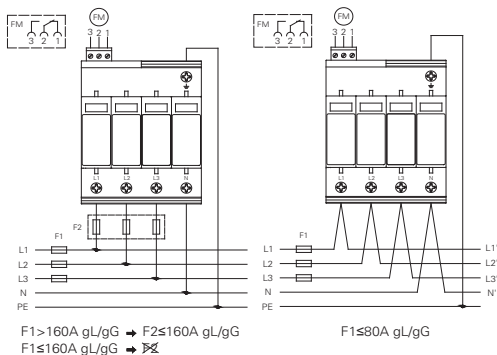 FM
3 2 1
FM
3 2 1
L1 L2 L3 N
F2
F1
L1
L2
L3
N
PE
F1>160A gL/gG ➡ F2≤160A gL/gG
F1≤160A gL/gG ➡ F2
FM
3 2 1
FM
3 2 1
L1 L2 L3 N
F1
L1 L1'
L2 L2'
L3 L3'
N N'
PE
F1≤80A gL/gG